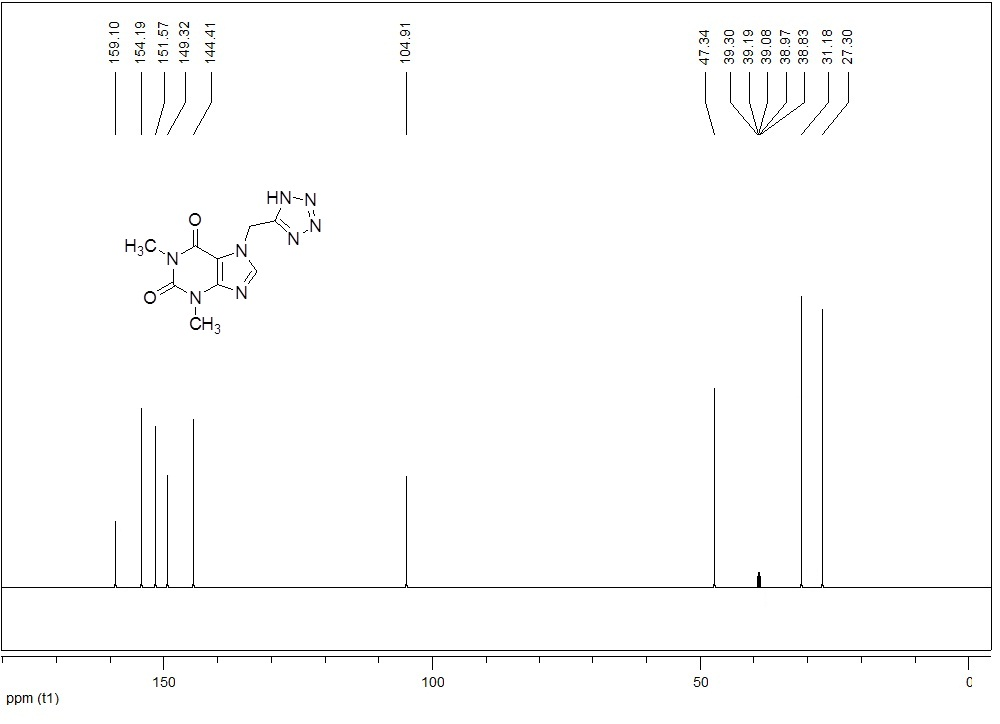 159.10
154.19
151.57
149.32
144.41
104.91
47.34
39.30
39.19
39.08
38.97
38.83
31.18
27.30
HN
N
N
N
O
H3C
N
N
O
N
N
CH3
150
100
50
0
ppm (t1)